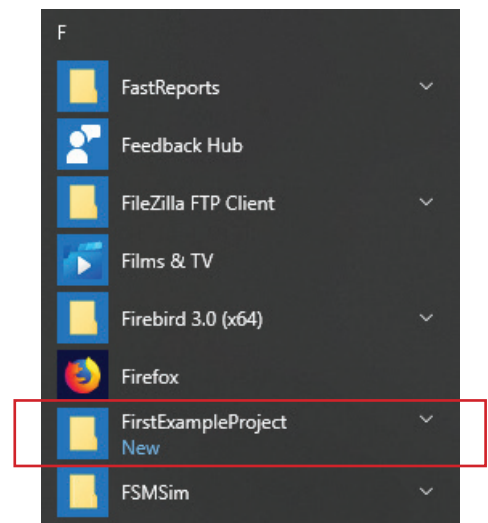 F
FastReports
Feedback Hub
FileZilla FTP Client
Films & TV
Firebird 3.0 (x64)
Firefox
FirstExampleProject
New
FSMSim